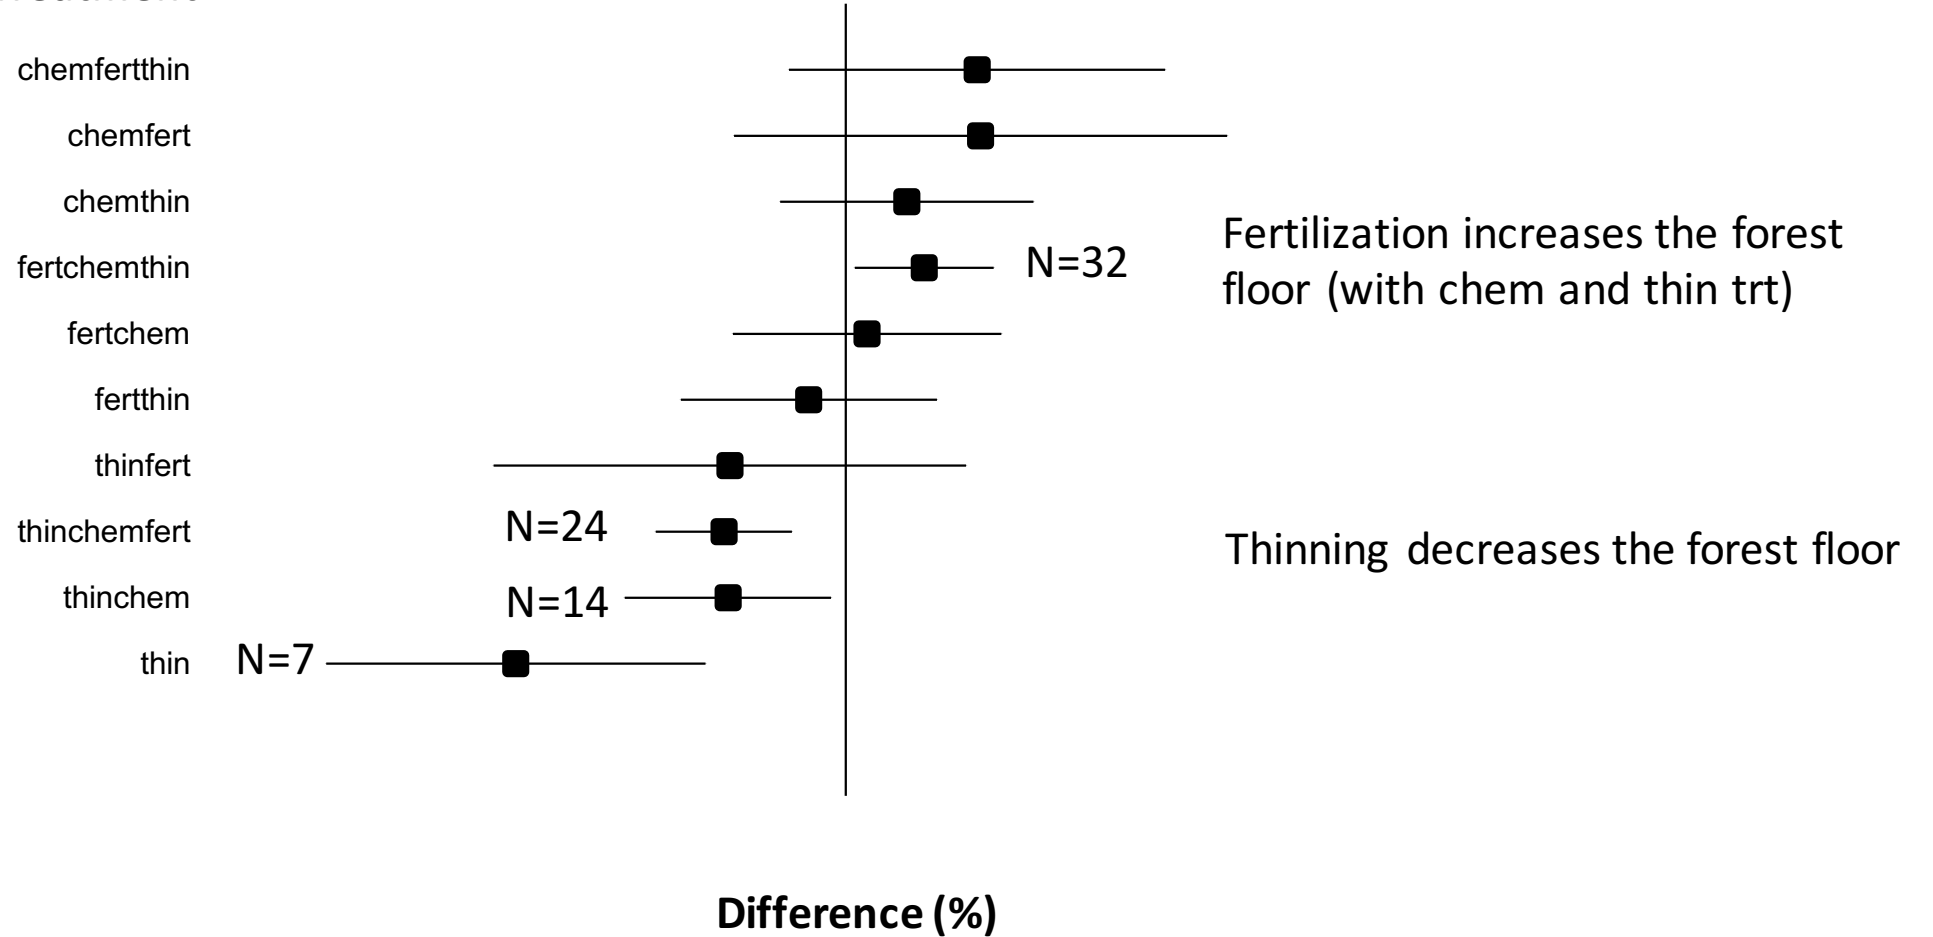 chemfertthin
chemfert
chemthin
fertchemthin
N=32
Fertilization increases the forest
floor (with chem and thin trt)
fertchem
fertthin
thinfert
thinchemfert
N=24
Thinning decreases the forest floor
thinchem
N=14
thin
N=7
Difference (%)